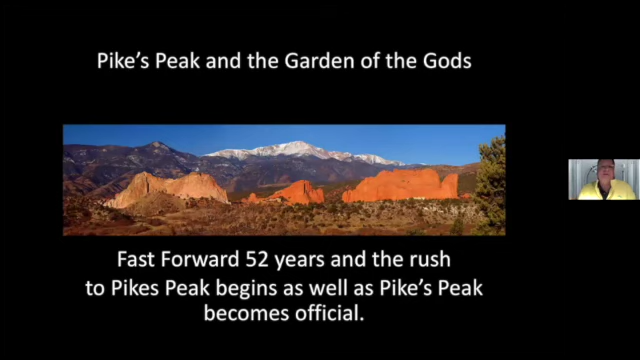 Pike's Peak and the Garden of the Gods
Fast Forward 52 years and the rush
to Pikes Peak begins as well as Pike's Peak
becomes official.